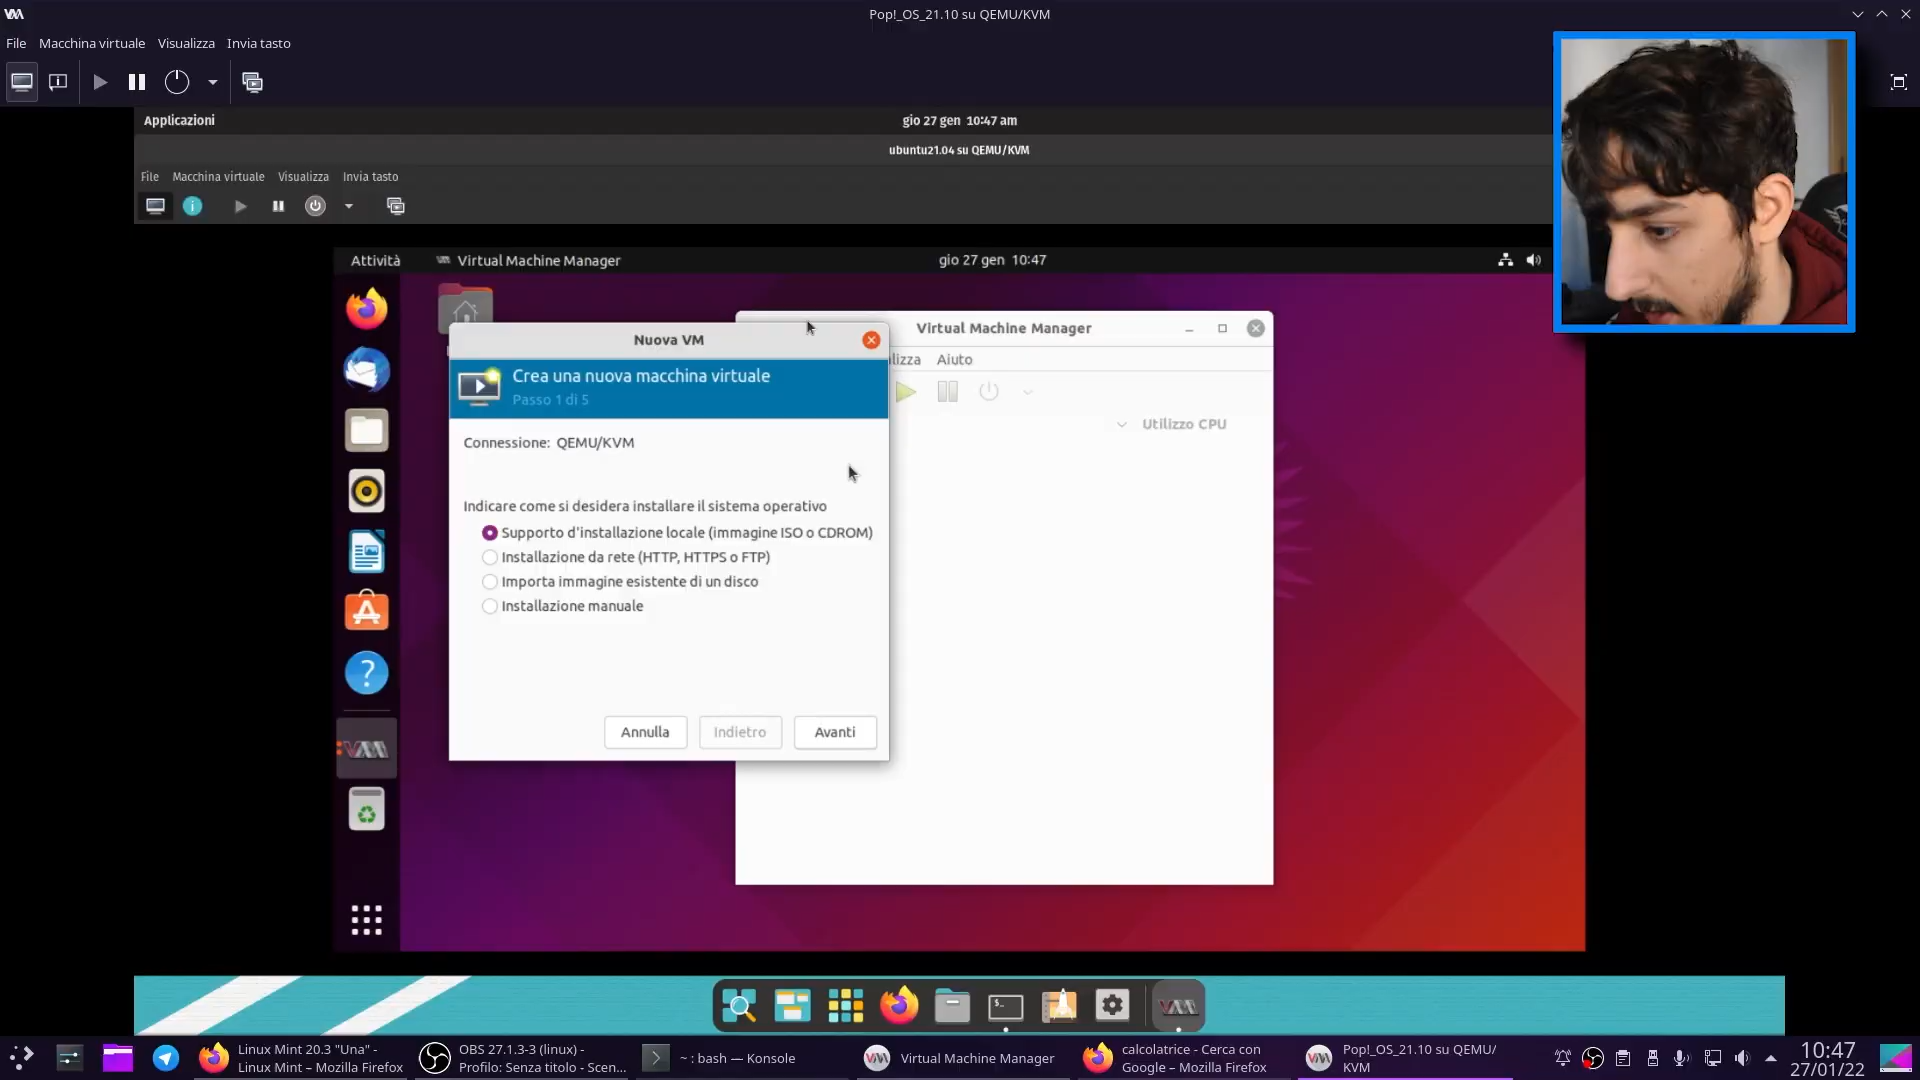 Pop!_OS_21.10 su QEMU/KVM
File Macchina virtuale Visualizza Invia tasto
Applicazioni
gio 27 gen 10:47 am
ubuntu21.04 su QEMU/KVM
File Macchina virtuale Visualizza Invia tasto
Attività
Virtual Machine Manager
gio 27 gen 10:47
Nuova VM
Crea una nuova macchina virtuale
Passo 1 di 5
Connessione: QEMU/KVM
Indicare come si desidera installare il sistema operativo
Supporto d'installazione locale (immagine ISO o CDROM)
Installazione da rete (HTTP, HTTPS o FTP)
Importa immagine esistente di un disco
Installazione manuale
Annulla
Indietro
Avanti
Virtual Machine Manager
lizza Aiuto
Utilizzo CPU
Linux Mint 20.3 "Una" -
Linux Mint – Mozilla Firefox
OBS 27.1.3-3 (linux) -
Profilo: Senza titolo - Scen...
~ : bash — Konsole
Virtual Machine Manager
calcolatrice - Cerca con
Google – Mozilla Firefox
Pop!_OS_21.10 su QEMU/
KVM
10:47
27/01/22